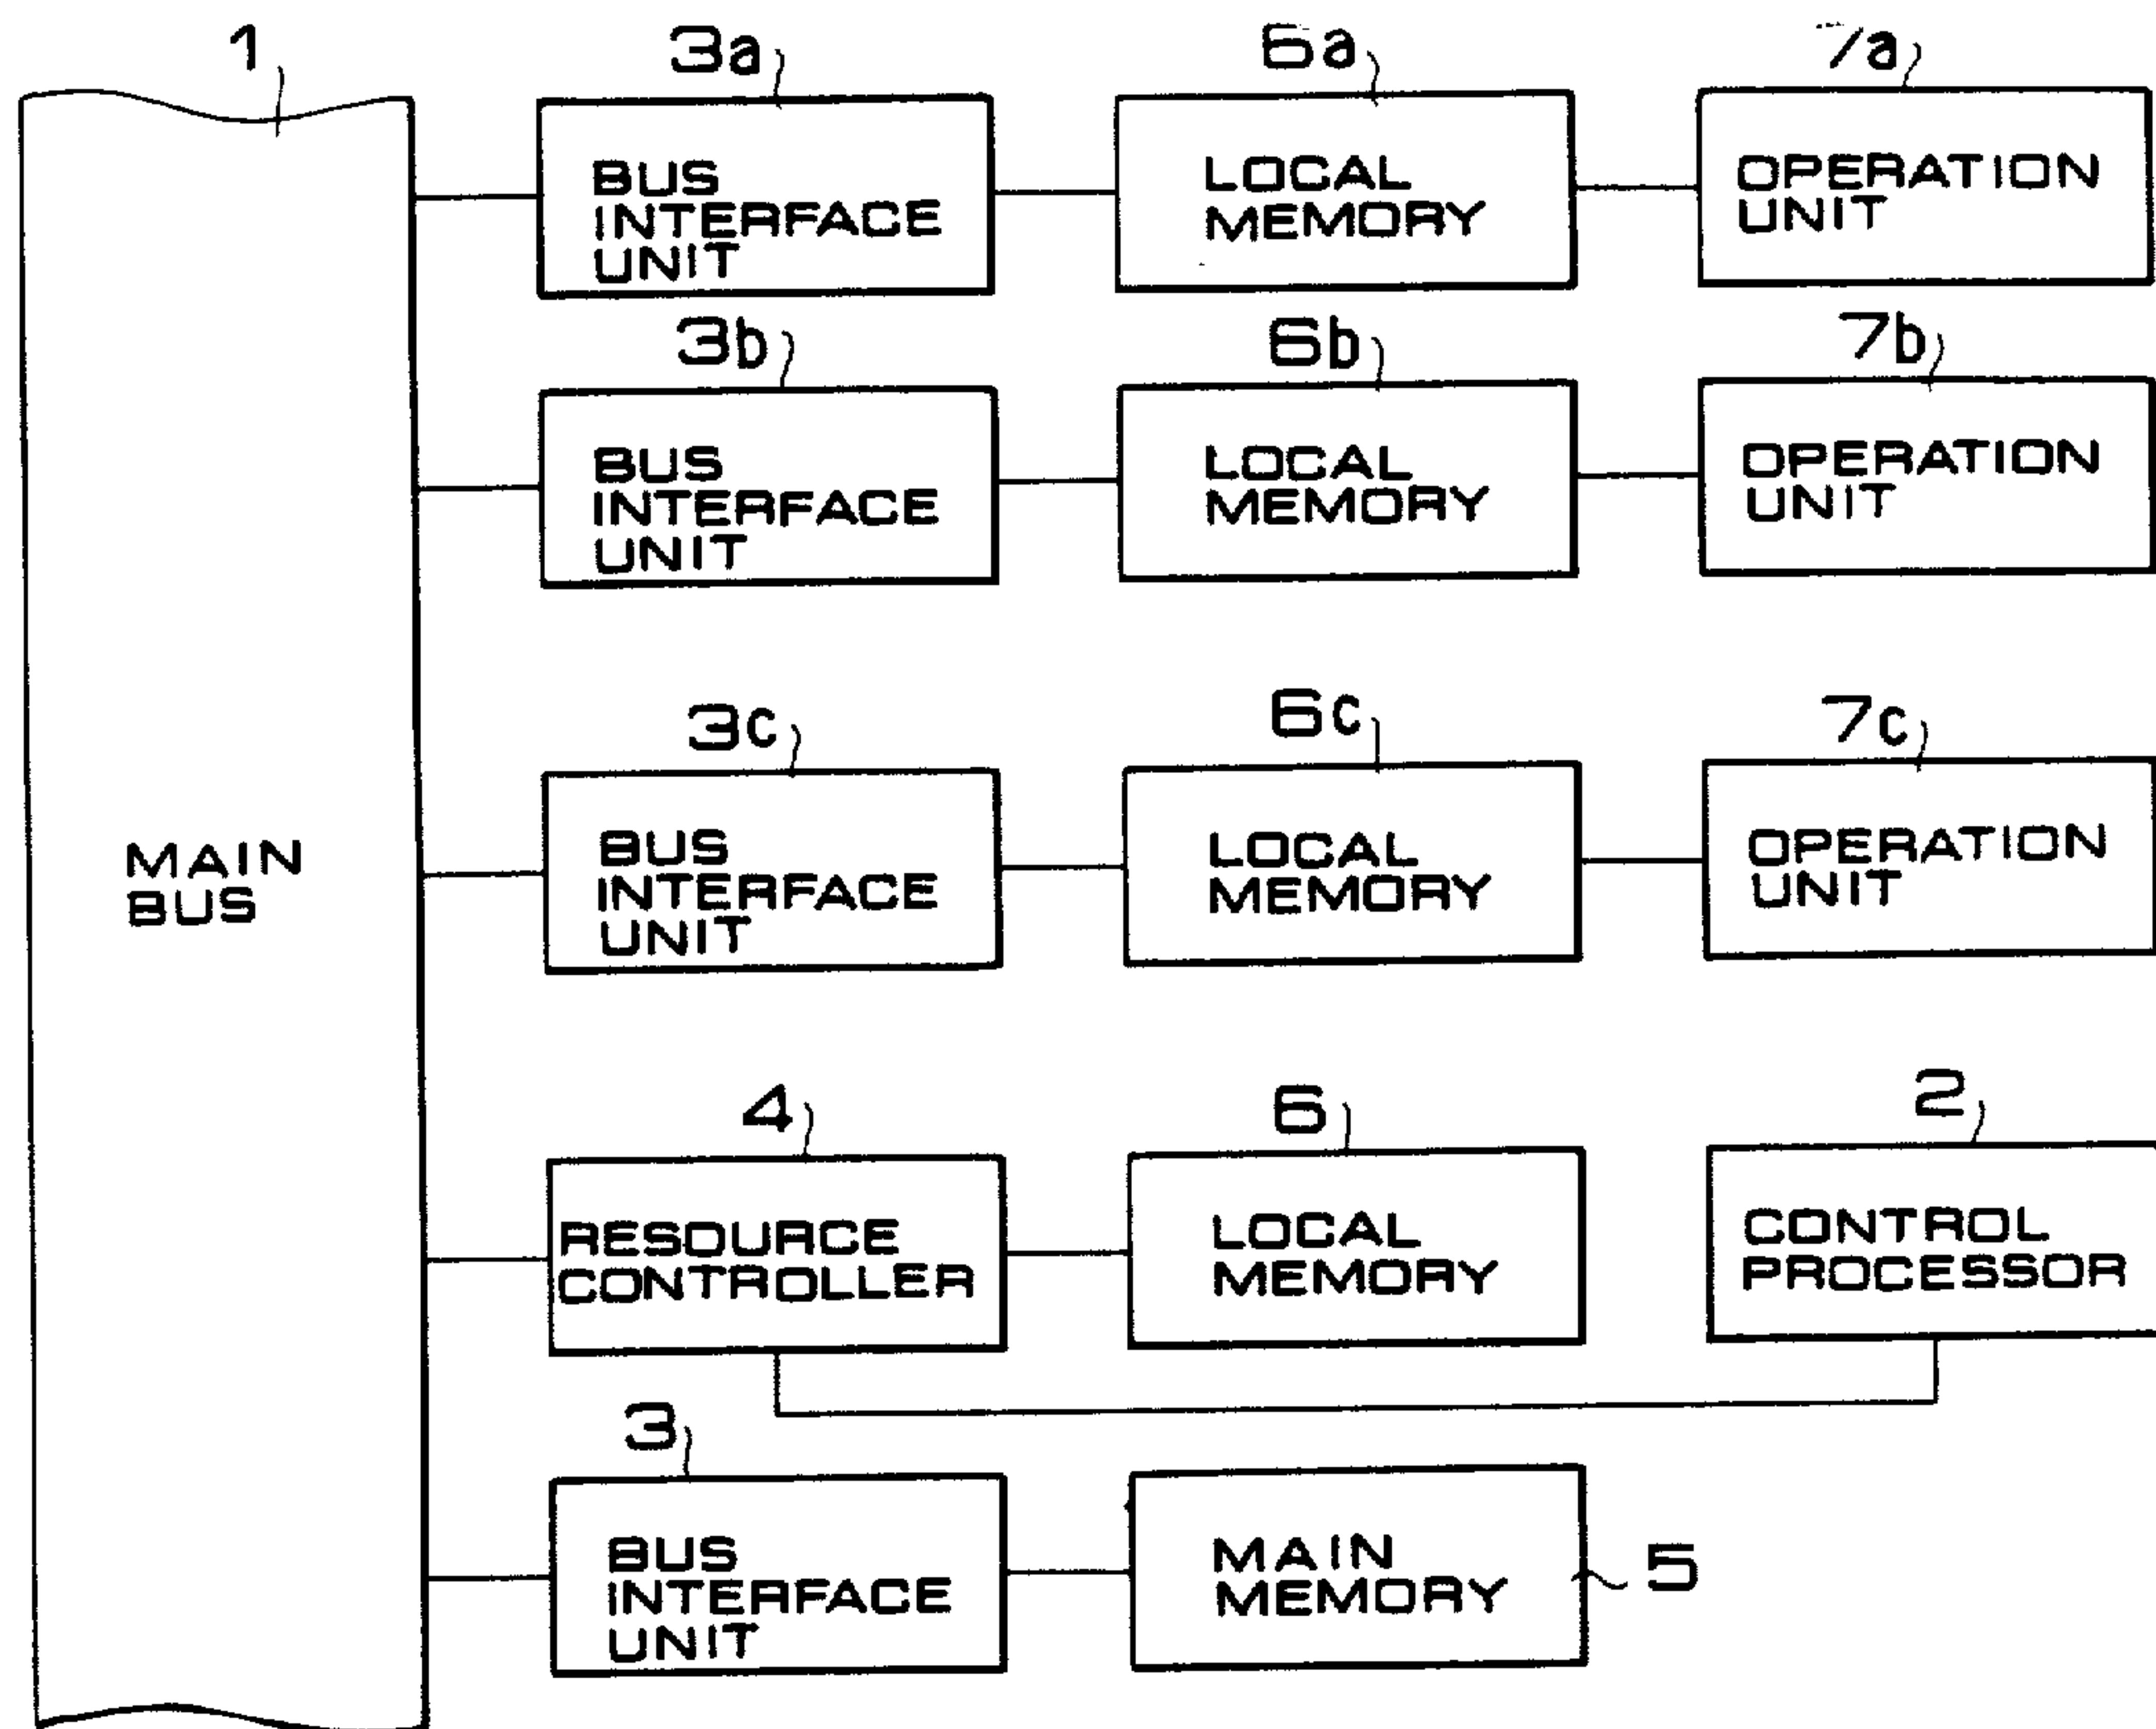 1
3a
6a
7a
BUS
INTERFACE
UNIT
LOCAL
MEMORY
OPERATION
UNIT
3b
6b
7b
BUS
INTERFACE
UNIT
LOCAL
MEMORY
OPERATION
UNIT
3c
6c
7c
MAIN
BUS
BUS
INTERFACE
UNIT
LOCAL
MEMORY
OPERATION
UNIT
4
6
2
RESOURCE
CONTROLLER
LOCAL
MEMORY
CONTROL
PROCESSOR
3
BUS
INTERFACE
UNIT
MAIN
MEMORY
5